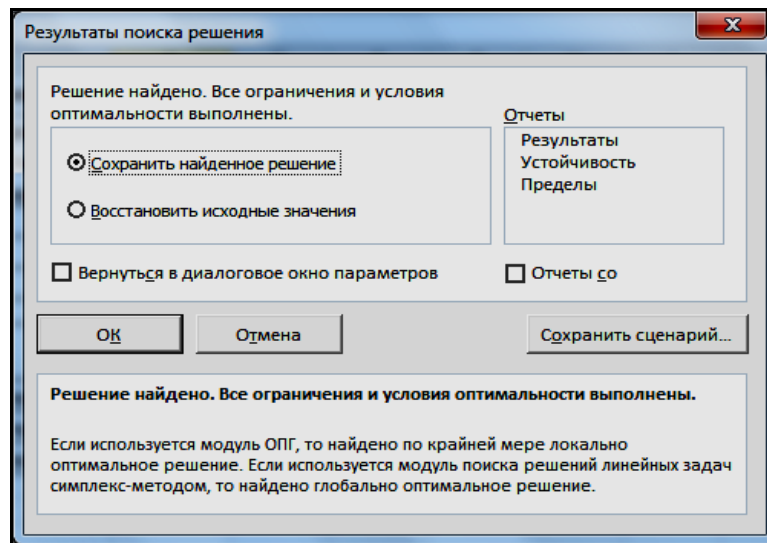 Результаты поиска решения
Решение найдено. Все ограничения и условия
оптимальности выполнены.
Отчеты
Результаты
Устойчивость
Пределы
Сохранить найденное решение
Восстановить исходные значения
Вернуться в диалоговое окно параметров
Отчеты со
ОК
Отмена
Сохранить сценарий...
Решение найдено. Все ограничения и условия оптимальности выполнены.
Если используется модуль ОПГ, то найдено по крайней мере локально
оптимальное решение. Если используется модуль поиска решений линейных задач
симплекс-методом, то найдено глобально оптимальное решение.